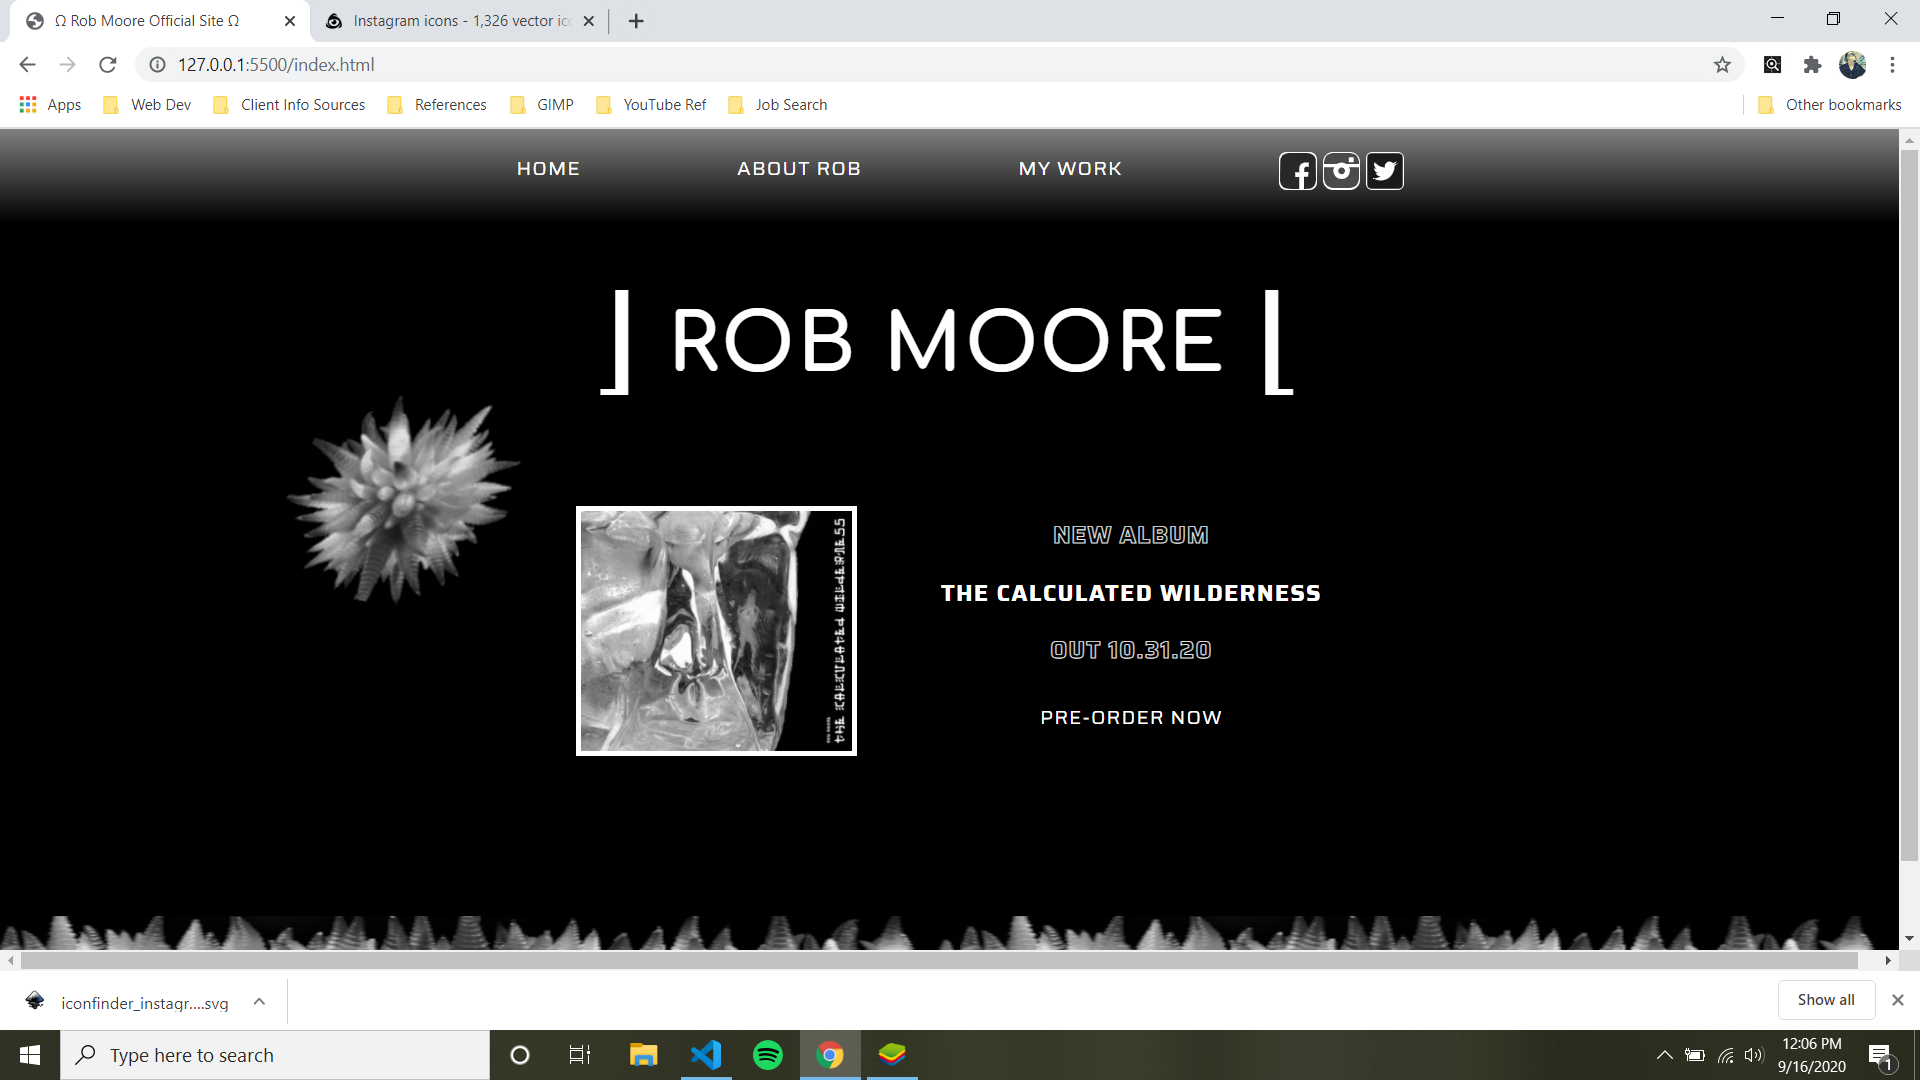 Ω Rob Moore Official Site Ω
Instagram icons - 1,326 vector ic
127.0.0.1:5500/index.html
Apps
Web Dev
Client Info Sources
References
GIMP
YouTube Ref
Job Search
Other bookmarks
HOME
ABOUT ROB
MY WORK
⌋ ROB MOORE ⌊
NEW ALBUM
THE CALCULATED WILDERNESS
OUT 10.31.20
PRE-ORDER NOW
iconfinder_instagr....svg
Show all
Type here to search
12:06 PM
9/16/2020
1